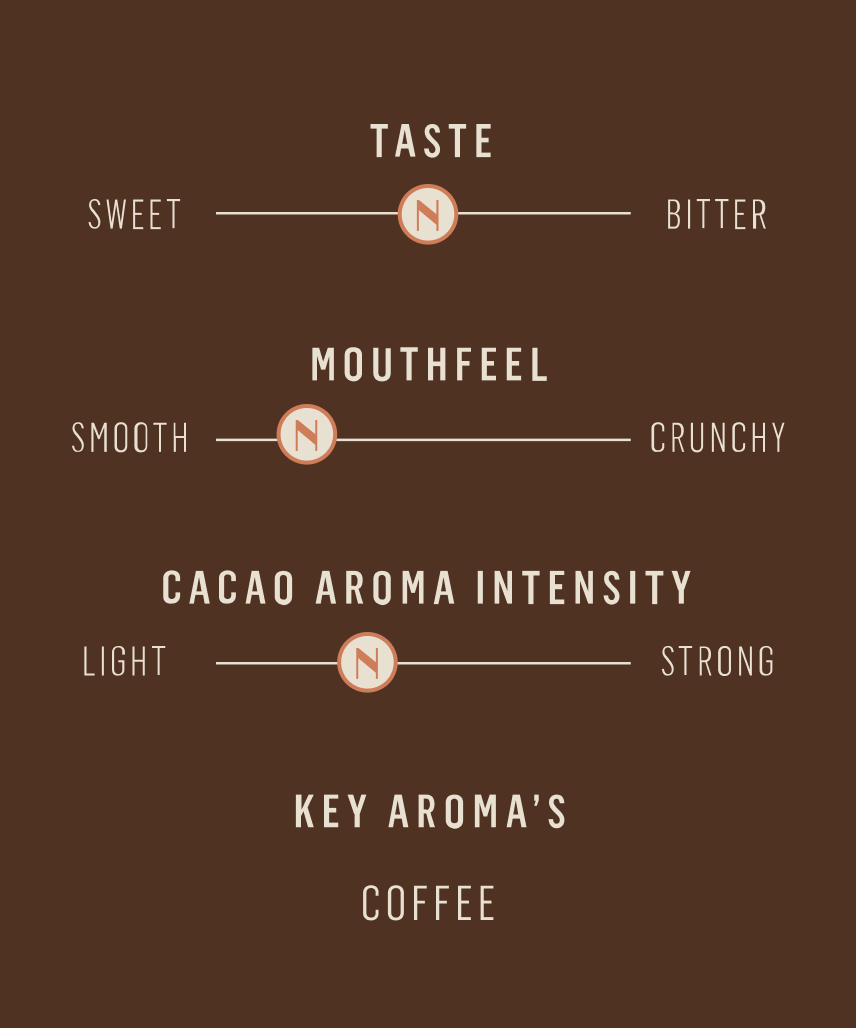 TASTE
SWEET N BITTER
MOUTHFEEL
SMOOTH N CRUNCHY
CACAO AROMA INTENSITY
LIGHT N STRONG
KEY AROMA’S
COFFEE